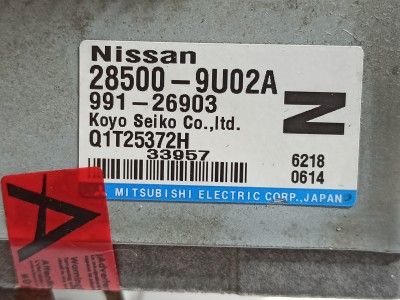 Nissan
28500-9U02A
991-26903
N
Koyo Seiko Co.,ltd.
Q1T25372H
33957
6218
0614
MITSUBISHI ELECTRIC CORP.,JAPAN
A